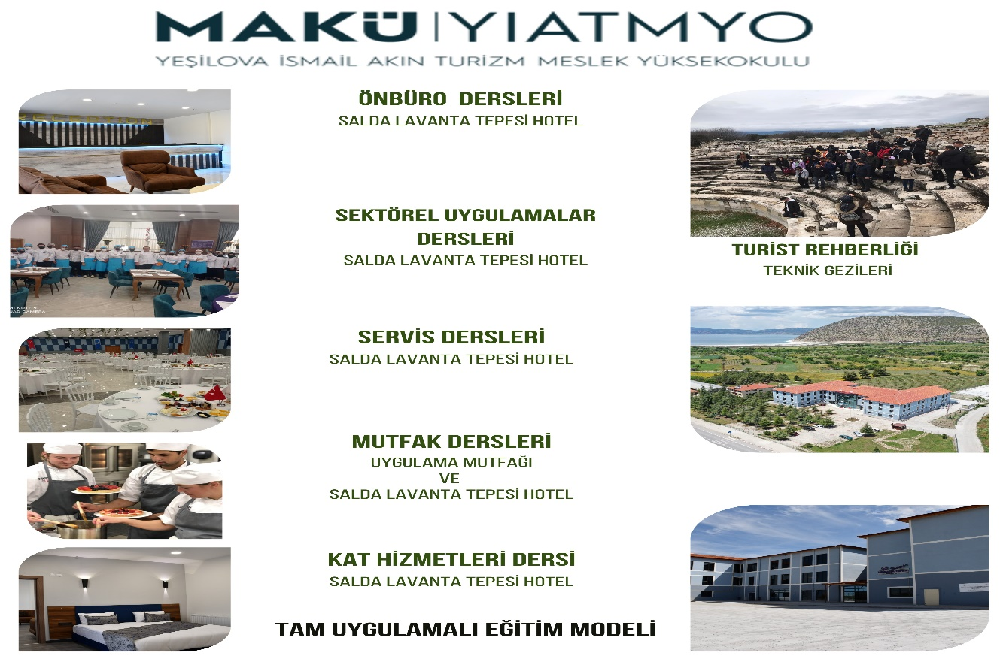 MAKÜ|YIATMYO
YEŞİLOVA İSMAİL AKIN TURİZM MESLEK YÜKSEKOKULU
ÖNBÜRO DERSLERİ
SALDA LAVANTA TEPESİ HOTEL
RECEPTION
SEKTÖREL UYGULAMALAR
DERSLERİ
SALDA LAVANTA TEPESİ HOTEL
SERVİS DERSLERİ
SALDA LAVANTA TEPESİ HOTEL
MUTFAK DERSLERİ
UYGULAMA MUTFAĞI
VE
SALDA LAVANTA TEPESİ HOTEL
KAT HİZMETLERİ DERSİ
SALDA LAVANTA TEPESİ HOTEL
TAM UYGULAMALI EĞİTİM MODELİ
TURİST REHBERLİĞİ
TEKNİK GEZİLERİ